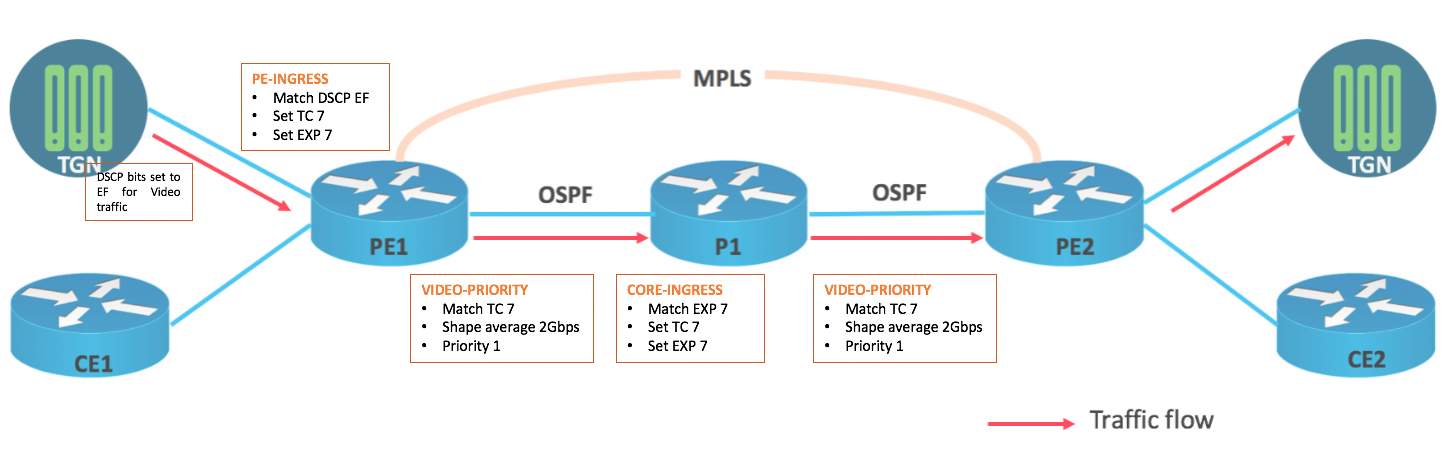 MPLS
PE-INGRESS
• Match DSCP EF
• Set TC 7
• Set EXP 7
TGN
TGN
DSCP bits set to
EF for Video
traffic
OSPF
OSPF
PE1
P1
PE2
VIDEO-PRIORITY
• Match TC 7
• Shape average 2Gbps
• Priority 1
CORE-INGRESS
• Match EXP 7
• Set TC 7
• Set EXP 7
VIDEO-PRIORITY
• Match TC 7
• Shape average 2Gbps
• Priority 1
CE1
CE2
Traffic flow